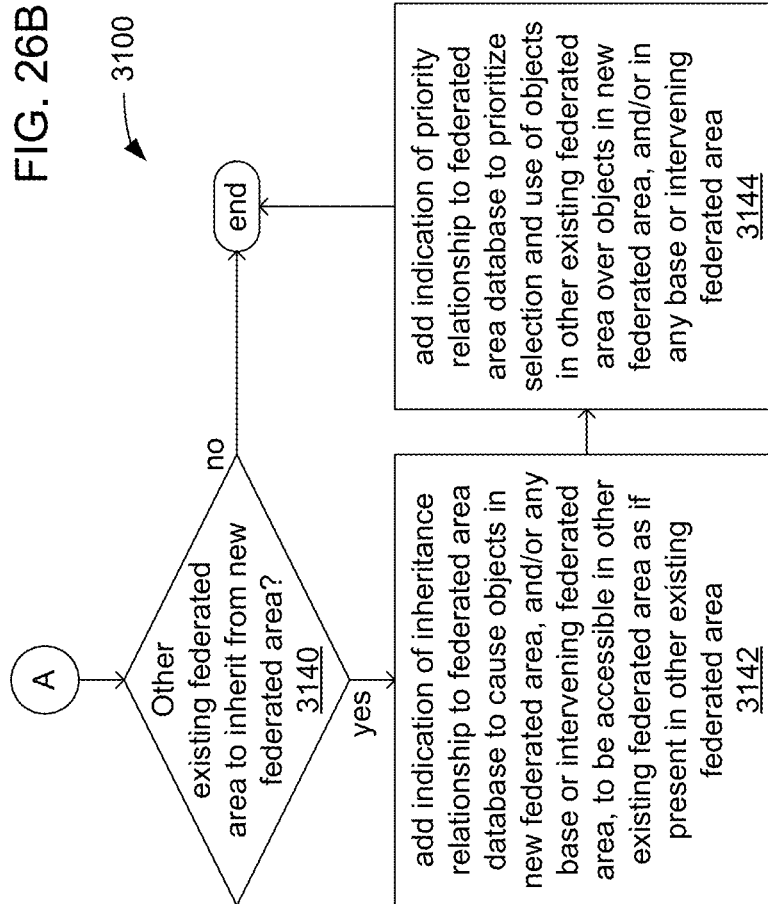 FIG. 26B
3100
A
Other
existing federated
area to inherit from new
federated area?
3140
no
yes
end
add indication of inheritance
relationship to federated area
database to cause objects in
new federated area, and/or any
base or intervening federated
area, to be accessible in other
existing federated area as if
present in other existing
federated area
3142
add indication of priority
relationship to federated
area database to prioritize
selection and use of objects
in other existing federated
area over objects in new
federated area, and/or in
any base or intervening
federated area
3144